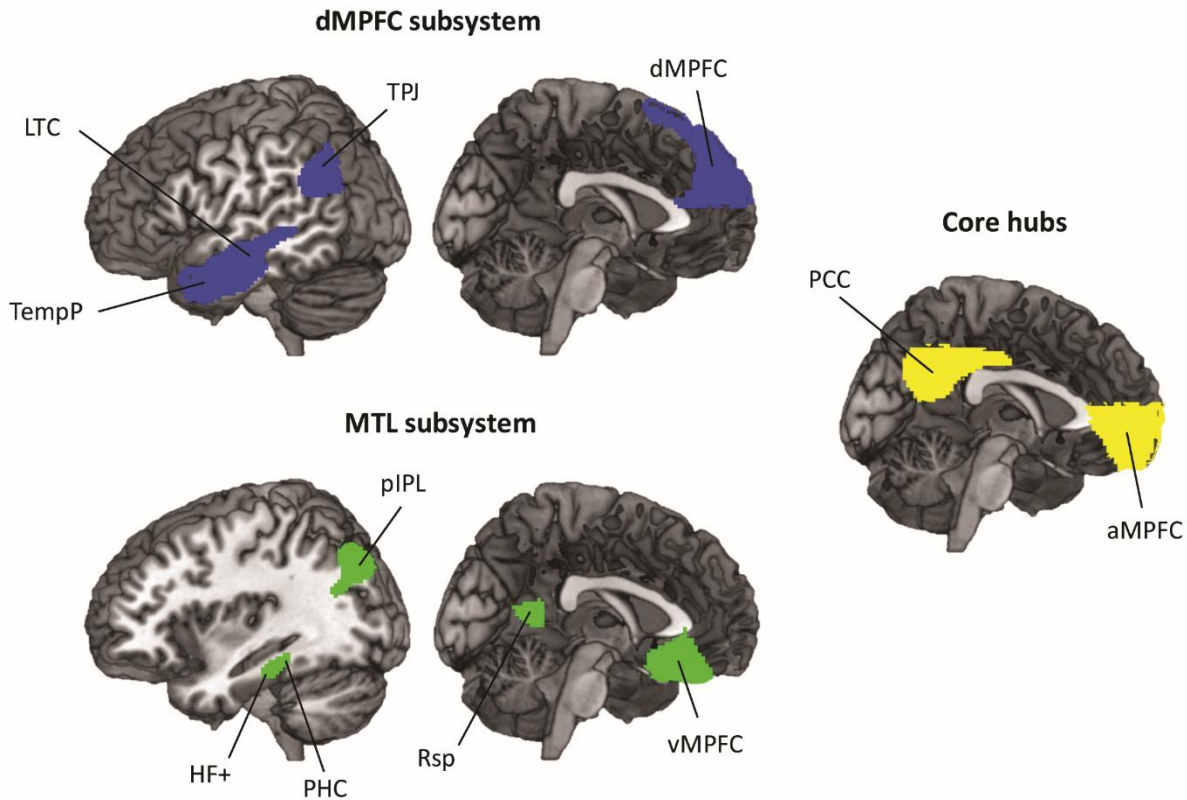 dMPFC subsystem
LTC
TPJ
dMPFC
TempP
Core hubs
PCC
aMPFC
MTL subsystem
pIPL
HF+
PHC
Rsp
vMPFC